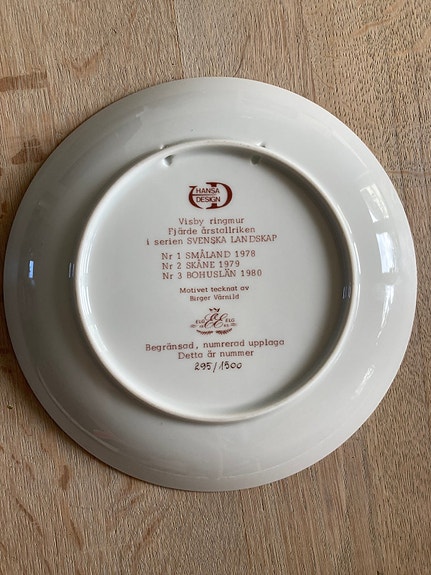 HANSA
DESIGN
Visby ringmur
Fjärde årstallriken
i serien SVENSKA LANDSKAP
Nr 1 SMÅLAND 1978
Nr 2 SKÅNE 1979
Nr 3 BOHUSLÄN 1980
Motivet tecknat av
Birger Värnild
Begränsad, numrerad upplaga
Detta är nummer
295/1500